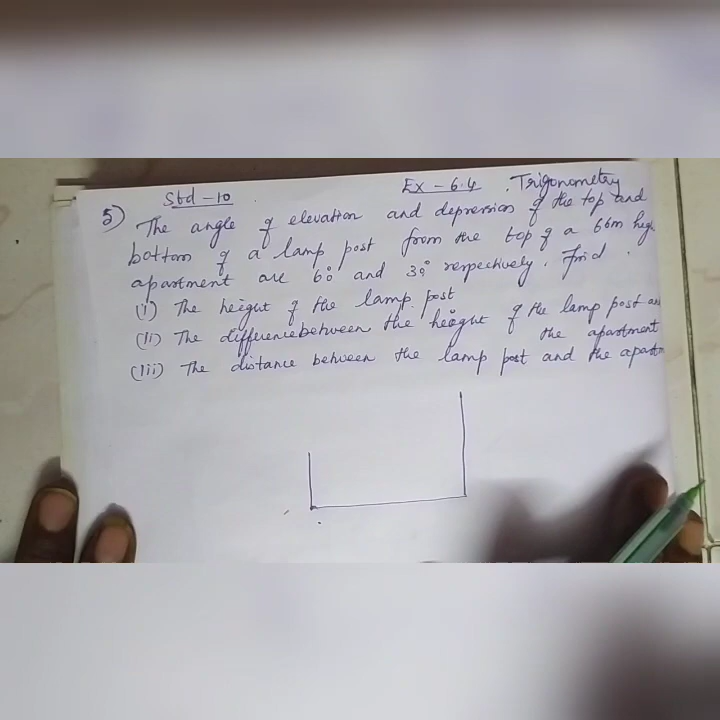 Std - 10
Ex - 6.4 . Trigonometry
5) The angle of elevation and depression of the top and
bottom of a lamp post from the top of a 66m high
apartment are 60° and 30° respectively. Find
(i) The height of the lamp post
(ii) The difference between the height of the lamp post and
the apartment
(iii) The distance between the lamp post and the apartm